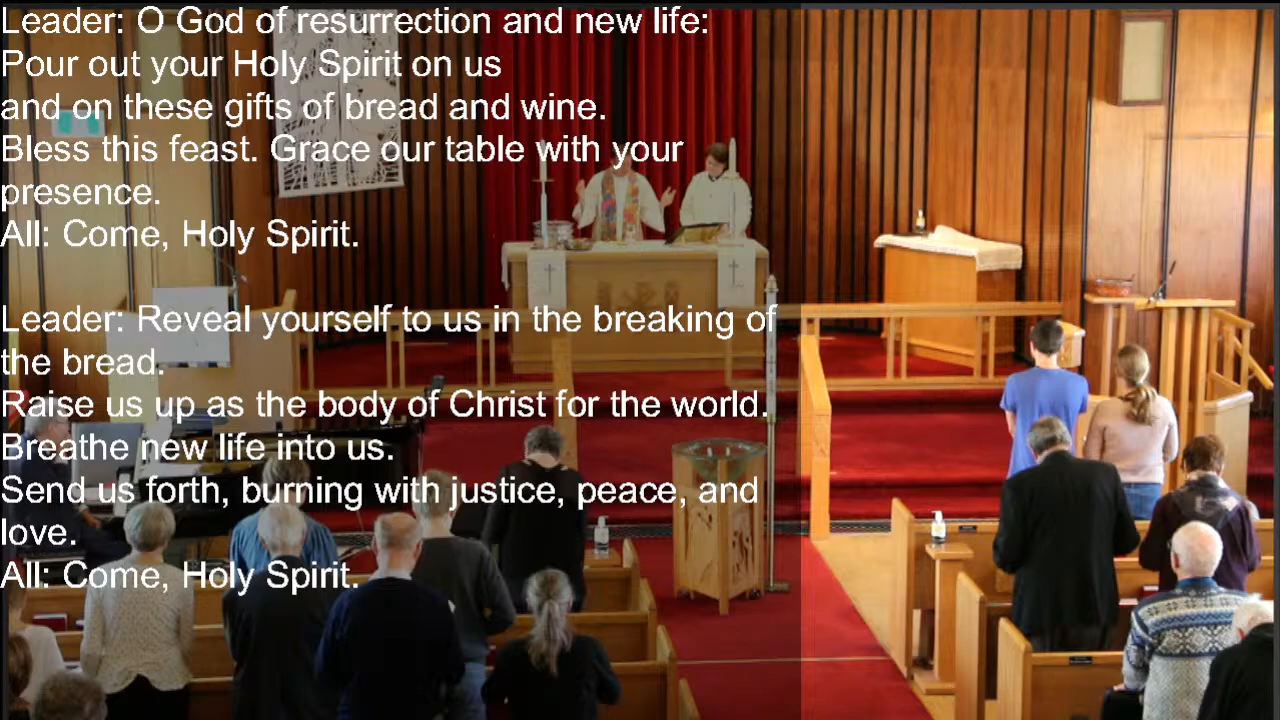 Leader: O God of resurrection and new life:
Pour out your Holy Spirit on us
and on these gifts of bread and wine.
Bless this feast. Grace our table with your
presence.
All: Come, Holy Spirit.
Leader: Reveal yourself to us in the breaking of
the bread.
Raise us up as the body of Christ for the world.
Breathe new life into us.
Send us forth, burning with justice, peace, and
love.
All: Come, Holy Spirit.